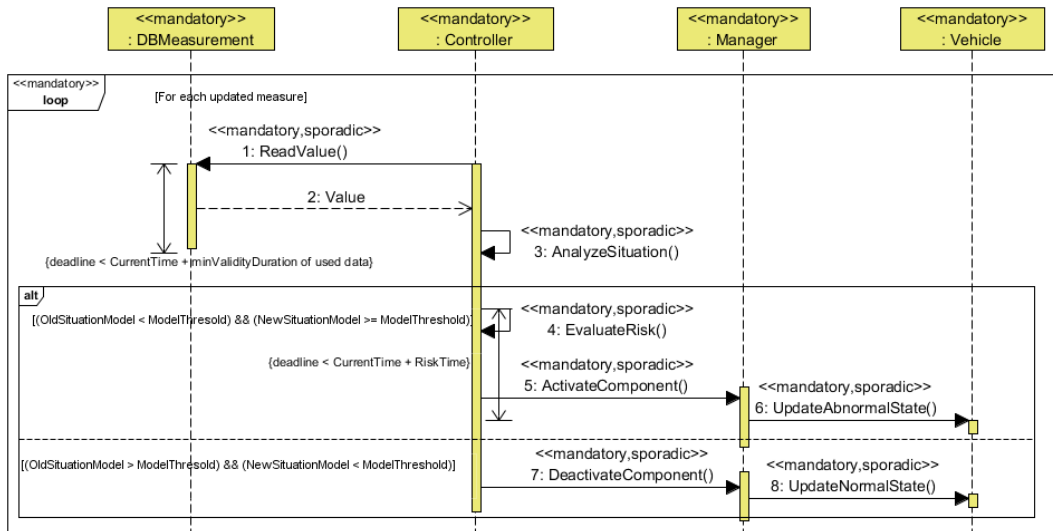 <<mandatory>>
: DBMeasurement
<<mandatory>>
: Controller
<<mandatory>>
: Manager
<<mandatory>>
: Vehicle
<<mandatory>>
loop
[For each updated measure]
<<mandatory,sporadic>>
1: ReadValue()
2: Value
<<mandatory,sporadic>>
3: AnalyzeSituation()
{deadline < CurrentTime + minValidityDuration of used data}
alt
[(OldSituationModel < ModelThresold) && (NewSituationModel >= ModelThreshold)]
<<mandatory,sporadic>>
4: EvaluateRisk()
{deadline < CurrentTime + RiskTime}
<<mandatory,sporadic>>
5: ActivateComponent()
<<mandatory,sporadic>>
6: UpdateAbnormalState()
[(OldSituationModel > ModelThresold) && (NewSituationModel < ModelThreshold)]
<<mandatory,sporadic>>
7: DeactivateComponent()
<<mandatory,sporadic>>
8: UpdateNormalState()